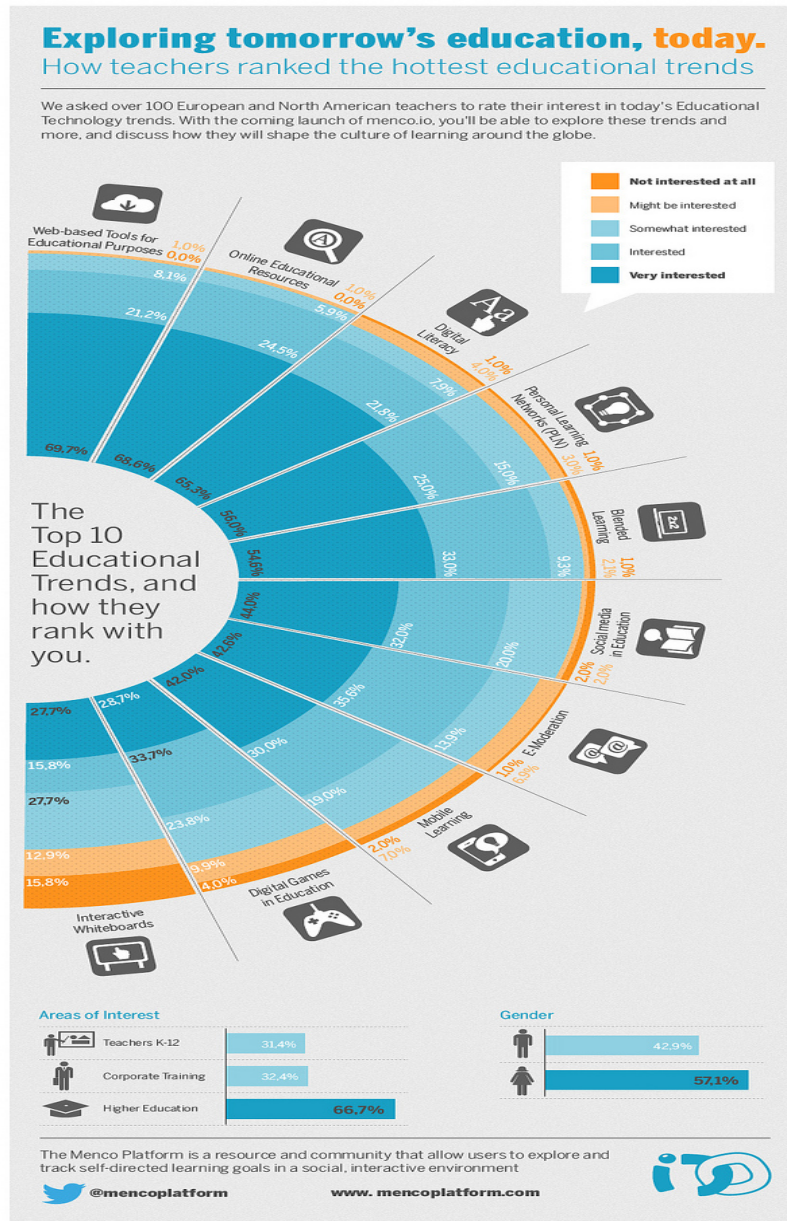 Exploring tomorrow's education, today.
How teachers ranked the hottest educational trends
We asked over 100 European and North American teachers to rate their interest in today's Educational
Technology trends. With the coming launch of menco.io, you'll be able to explore these trends and
more, and discuss how they will shape the culture of learning around the globe.
Not interested at all
Might be interested
Somewhat interested
Interested
Very interested
Web-based Tools for
Educational Purposes
1.0%
0.0%
8,1%
21,2%
69,7%
Online Educational
Resources
1.0%
0.0%
5,9%
24,5%
68,6%
Digital
Literacy
1,0%
4,0%
7,9%
21,8%
65,3%
Personal Learning
Networks (PLN)
1,0%
3,0%
15,0%
25,0%
56,0%
Blended
Learning
1,0%
2,1%
9,3%
33,0%
54,6%
Social media
in Education
2,0%
2,0%
20,0%
32,0%
44,0%
E-Moderation
1,0%
6,9%
13,9%
35,6%
42,6%
Mobile
Learning
2,0%
7,0%
19,0%
30,0%
42,0%
Digital Games
in Education
4,0%
9,9%
23,8%
33,7%
28,7%
Interactive
Whiteboards
27,7%
15,8%
27,7%
12,9%
15,8%
The
Top 10
Educational
Trends, and
how they
rank with
you.
Areas of Interest
Teachers K-12
31,4%
Corporate Training
32,4%
Higher Education
66,7%
Gender
42,9%
57,1%
The Menco Platform is a resource and community that allow users to explore and
track self-directed learning goals in a social, interactive environment
@mencoplatform
www. mencoplatform.com